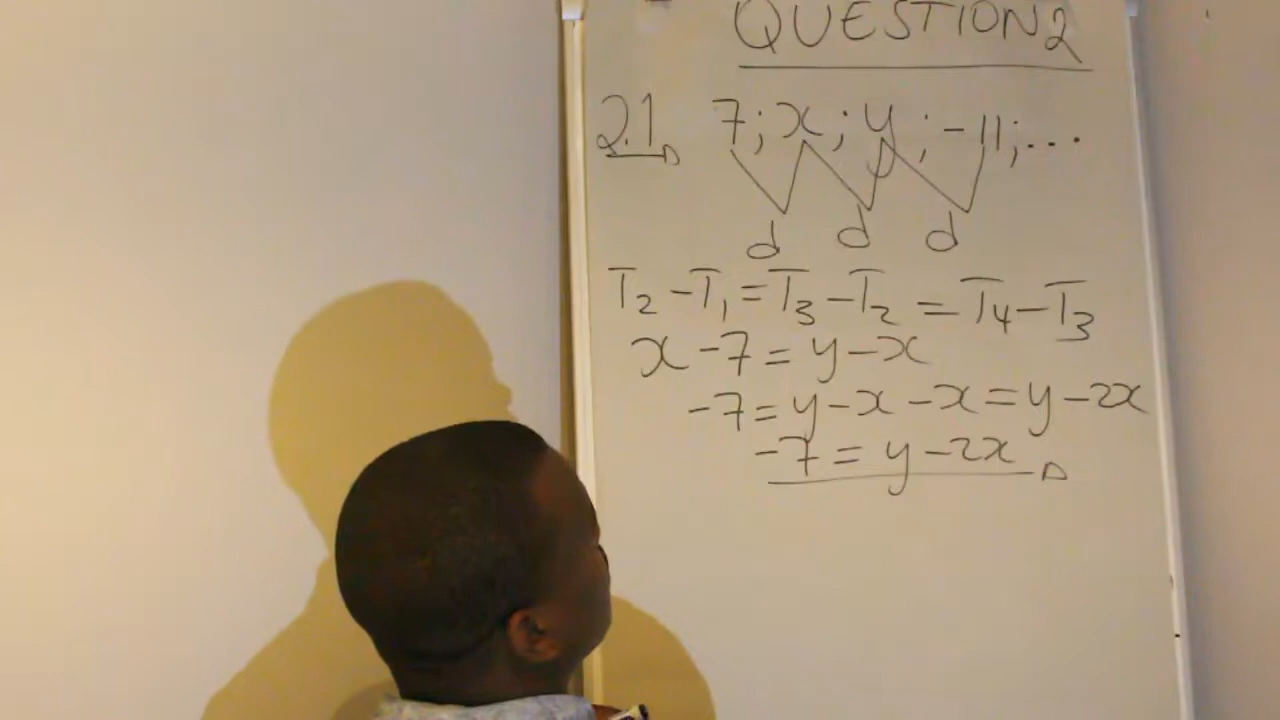 QUESTION 2
2.1 7; x; y; -11; ...
d d d
T₂ - T₁ = T₃ - T₂ = T₄ - T₃
x - 7 = y - x
-7 = y - x - x = y - 2x
-7 = y - 2x